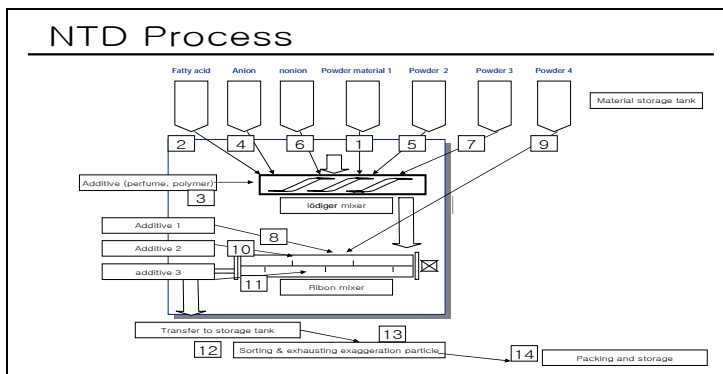 NTD Process
Fatty acid Anion nonion Powder material 1 Powder 2 Powder 3 Powder 4
Material storage tank
2 4 6 1 5 7 9
Additive (perfume, polymer)
3
lödiger mixer
Additive 1
8
Additive 2
10
additive 3
11
Ribon mixer
Transfer to storage tank
13
12
Sorting & exhausting exaggeration particle
14
Packing and storage